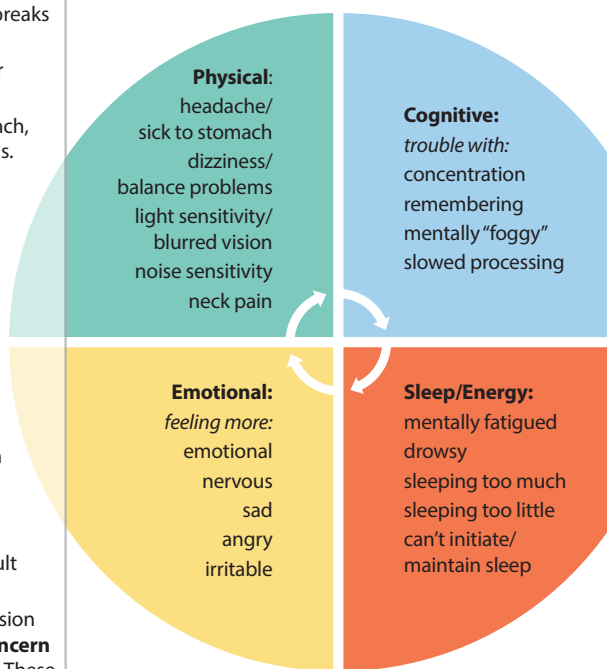 breaks
nch,
s.
ult
sion
ncern
These
Physical:
headache/
sick to stomach
dizziness/
balance problems
light sensitivity/
blurred vision
noise sensitivity
neck pain
Cognitive:
trouble with:
concentration
remembering
mentally “foggy”
slowed processing
Emotional:
feeling more:
emotional
nervous
sad
angry
irritable
Sleep/Energy:
mentally fatigued
drowsy
sleeping too much
sleeping too little
can’t initiate/
maintain sleep